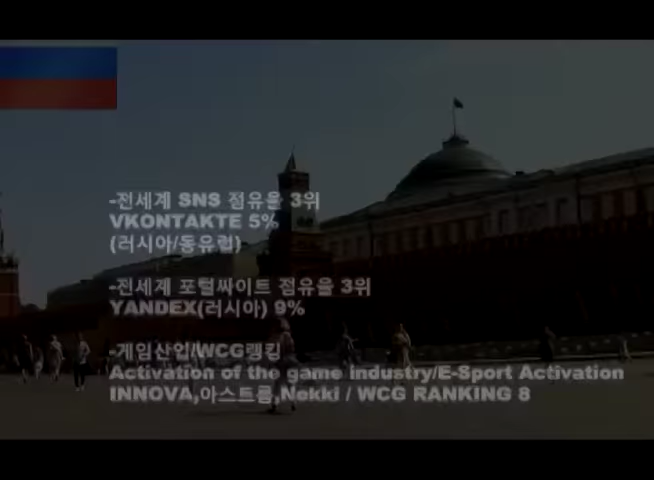 -전세계 SNS 점유율 3위
VKONTAKTE 5%
(러시아/동유럽)
-전세계 포털싸이트 점유율 3위
YANDEX(러시아) 9%
-게임산업/WCG랭킹
Activation of the game industry/E-Sport Activation
INNOVA,아스트롬,Nekki / WCG RANKING 8